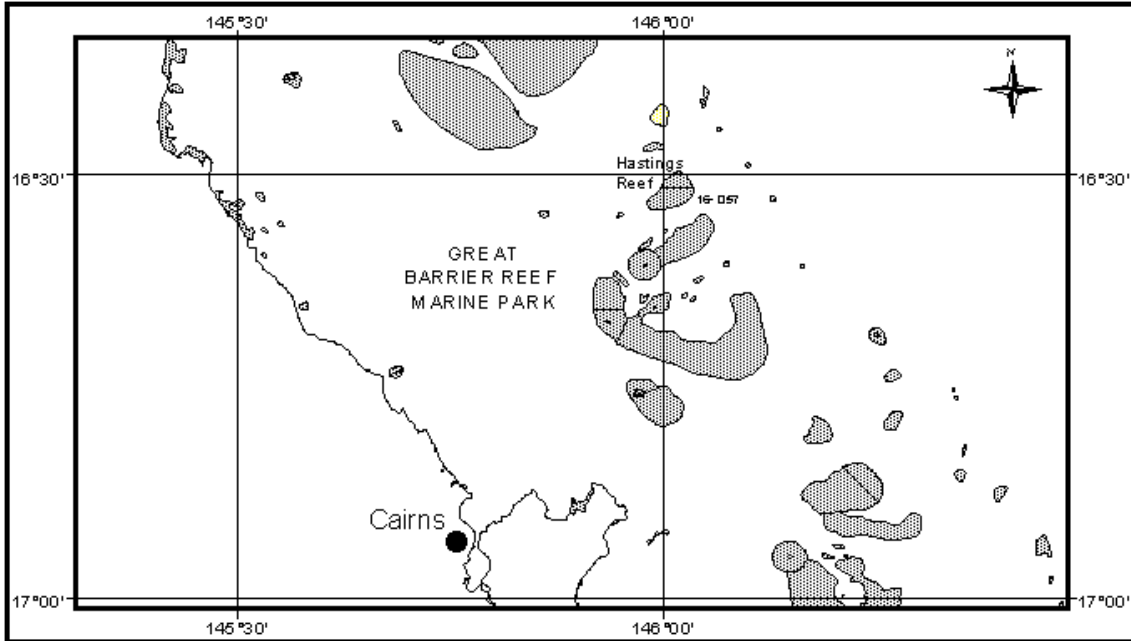 145°30'
146°00'
N
Hastings
Reef
16°30'
16°30'
16-057
GREAT
BARRIER REEF
MARINE PARK
Cairns
17°00'
17°00'
145°30'
146°00'